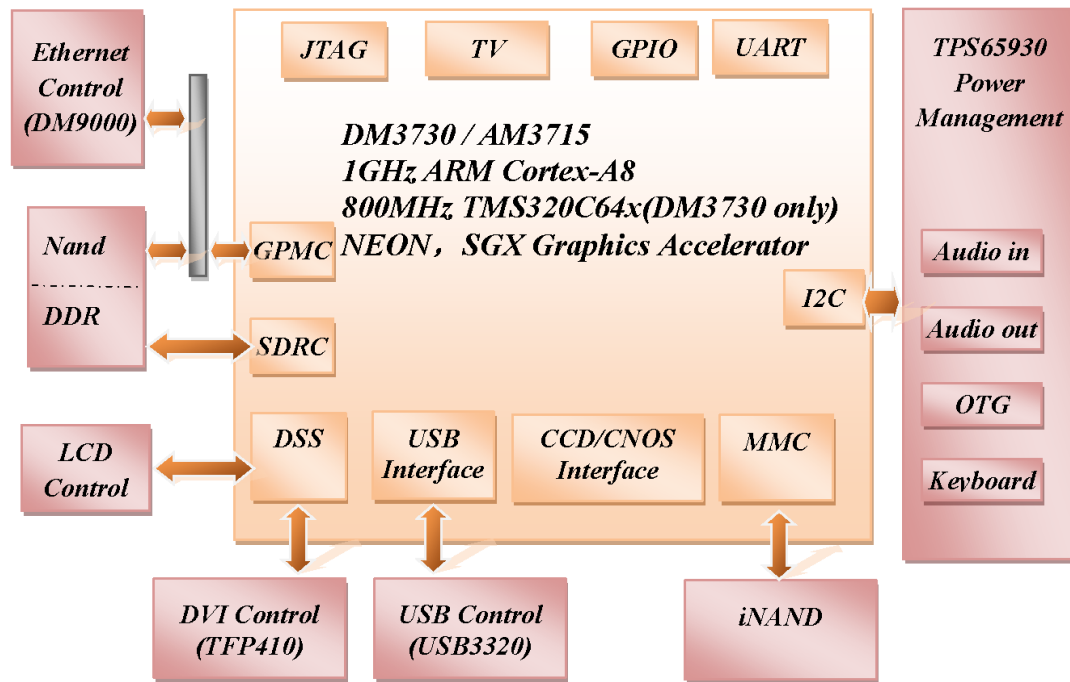 Ethernet
Control
(DM9000)
JTAG
TV
GPIO
UART
TPS65930
Power
Management
DM3730 / AM3715
1GHz ARM Cortex-A8
800MHz TMS320C64x(DM3730 only)
NEON，SGX Graphics Accelerator
Nand
DDR
GPMC
SDRC
I2C
Audio in
Audio out
OTG
Keyboard
LCD
Control
DSS
USB
Interface
CCD/CNOS
Interface
MMC
DVI Control
(TFP410)
USB Control
(USB3320)
iNAND